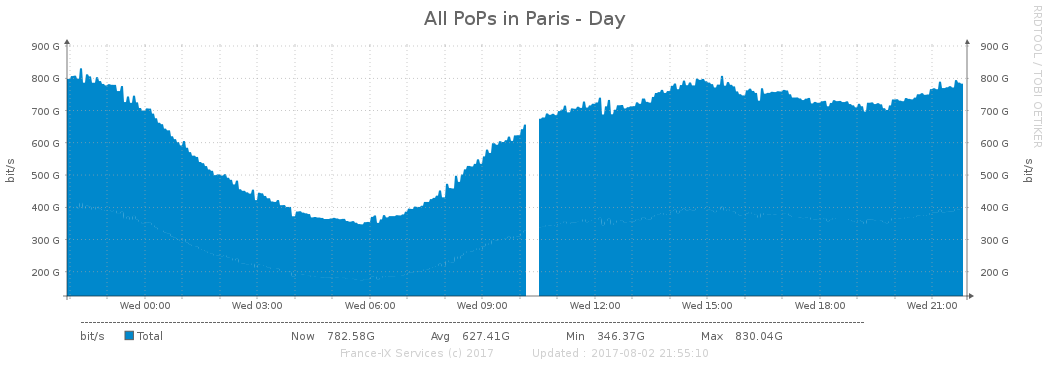 All PoPs in Paris - Day
RRDTOOL / TOBI OETIKER
900 G 900 G
800 G 800 G
700 G 700 G
600 G 600 G
500 G 500 G
400 G 400 G
300 G 300 G
200 G 200 G
bit/s bit/s
Wed 00:00 Wed 03:00 Wed 06:00 Wed 09:00 Wed 12:00 Wed 15:00 Wed 18:00 Wed 21:00
bit/s Total Now 782.58G Avg 627.41G Min 346.37G Max 830.04G
France-IX Services (c) 2017 Updated : 2017-08-02 21:55:10